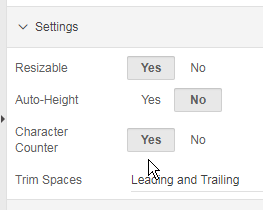 Settings
Resizable Yes No
Auto-Height Yes No
Character
Counter Yes No
Trim Spaces Leading and Trailing